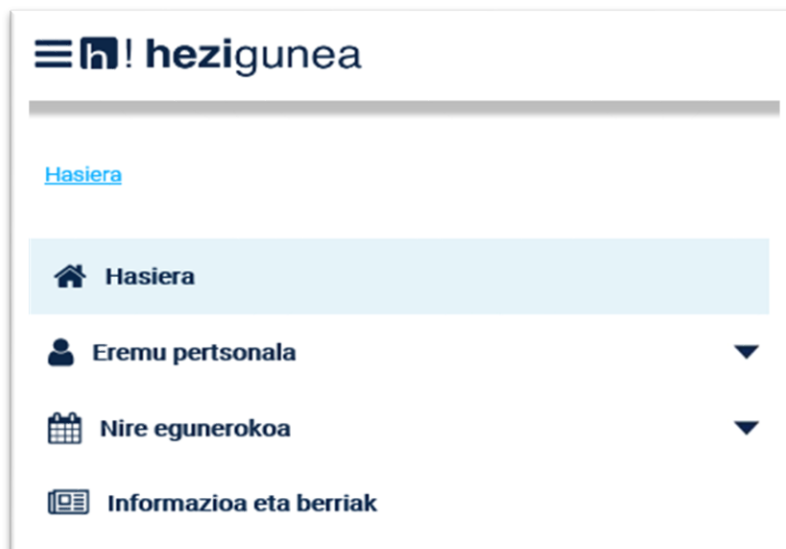 h! hezigunea
Hasiera
Hasiera
Eremu pertsonala
Nire egunerokoa
Informazioa eta berriak